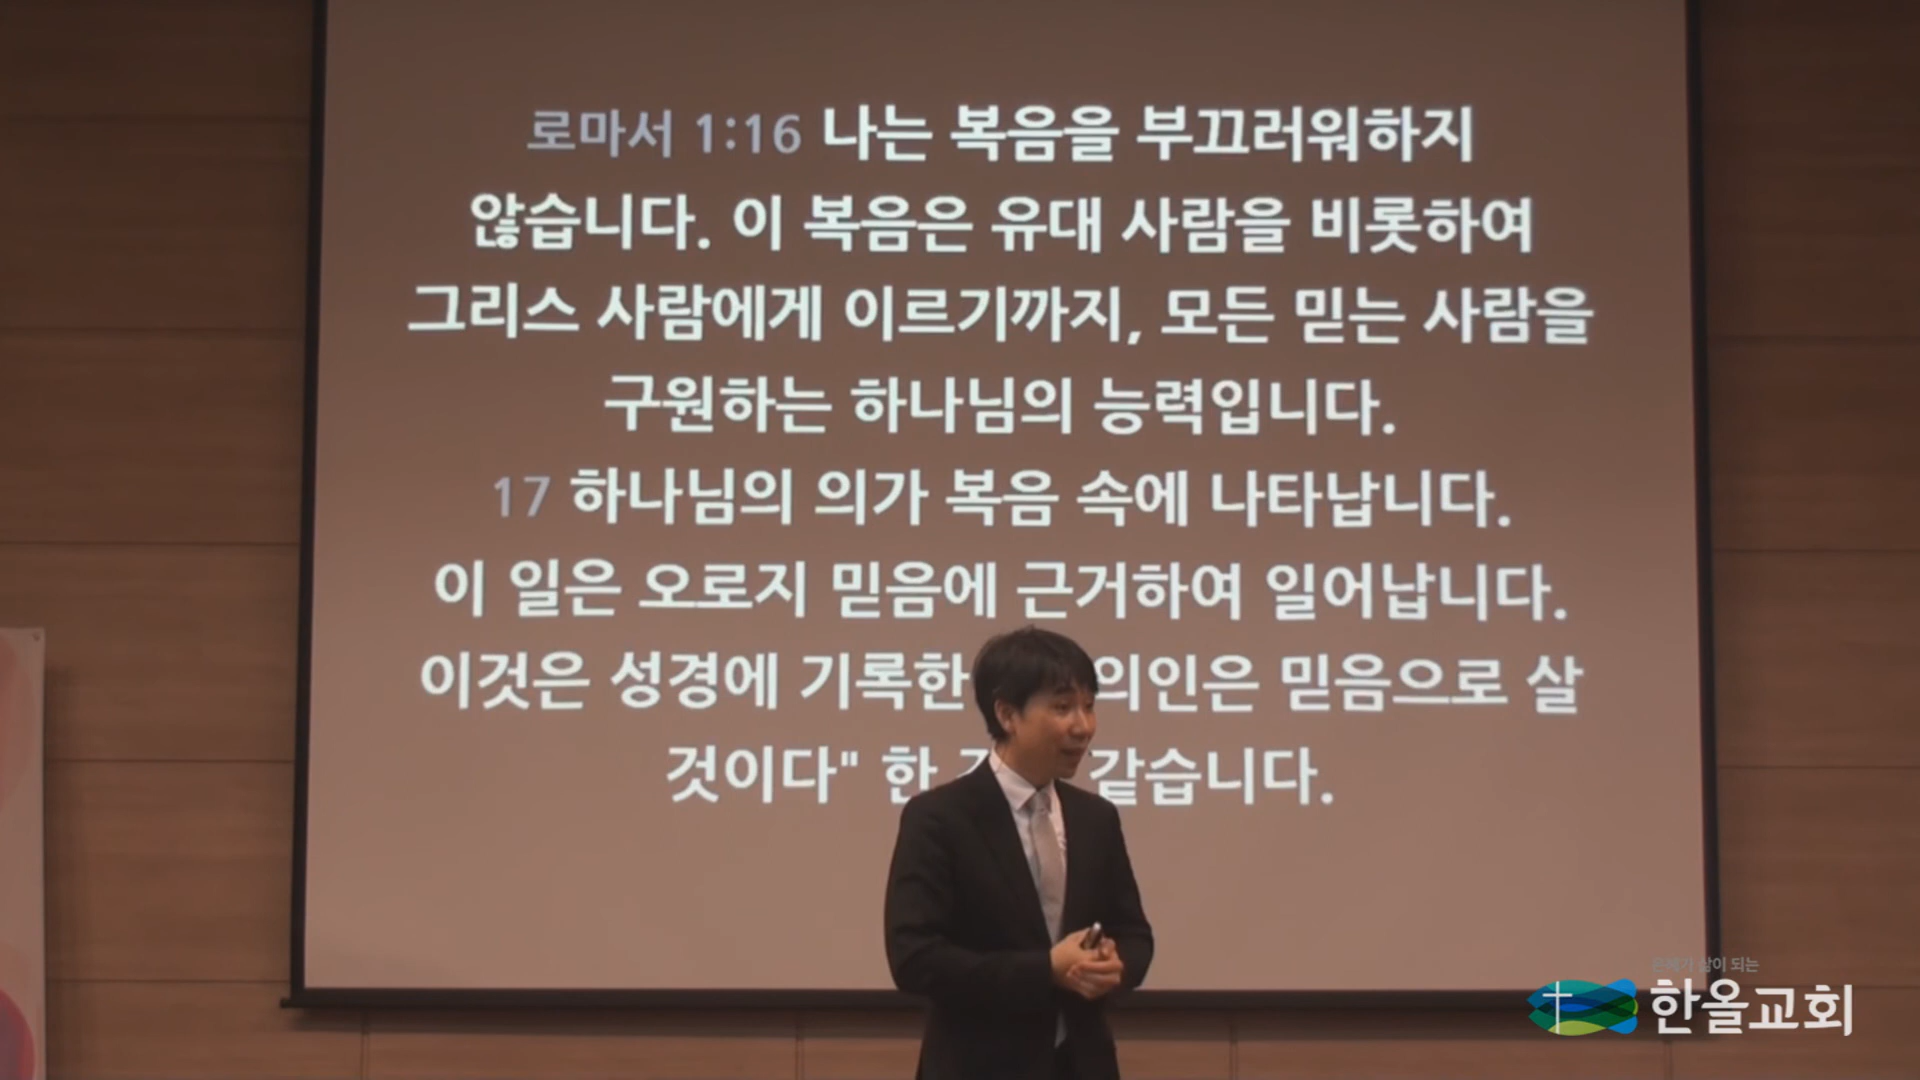 로마서 1:16 나는 복음을 부끄러워하지
않습니다. 이 복음은 유대 사람을 비롯하여
그리스 사람에게 이르기까지, 모든 믿는 사람을
구원하는 하나님의 능력입니다.
17 하나님의 의가 복음 속에 나타납니다.
이 일은 오로지 믿음에 근거하여 일어납니다.
이것은 성경에 기록한 의인은 믿음으로 살
것이다" 한 같습니다.
삶이 되는
한올교회